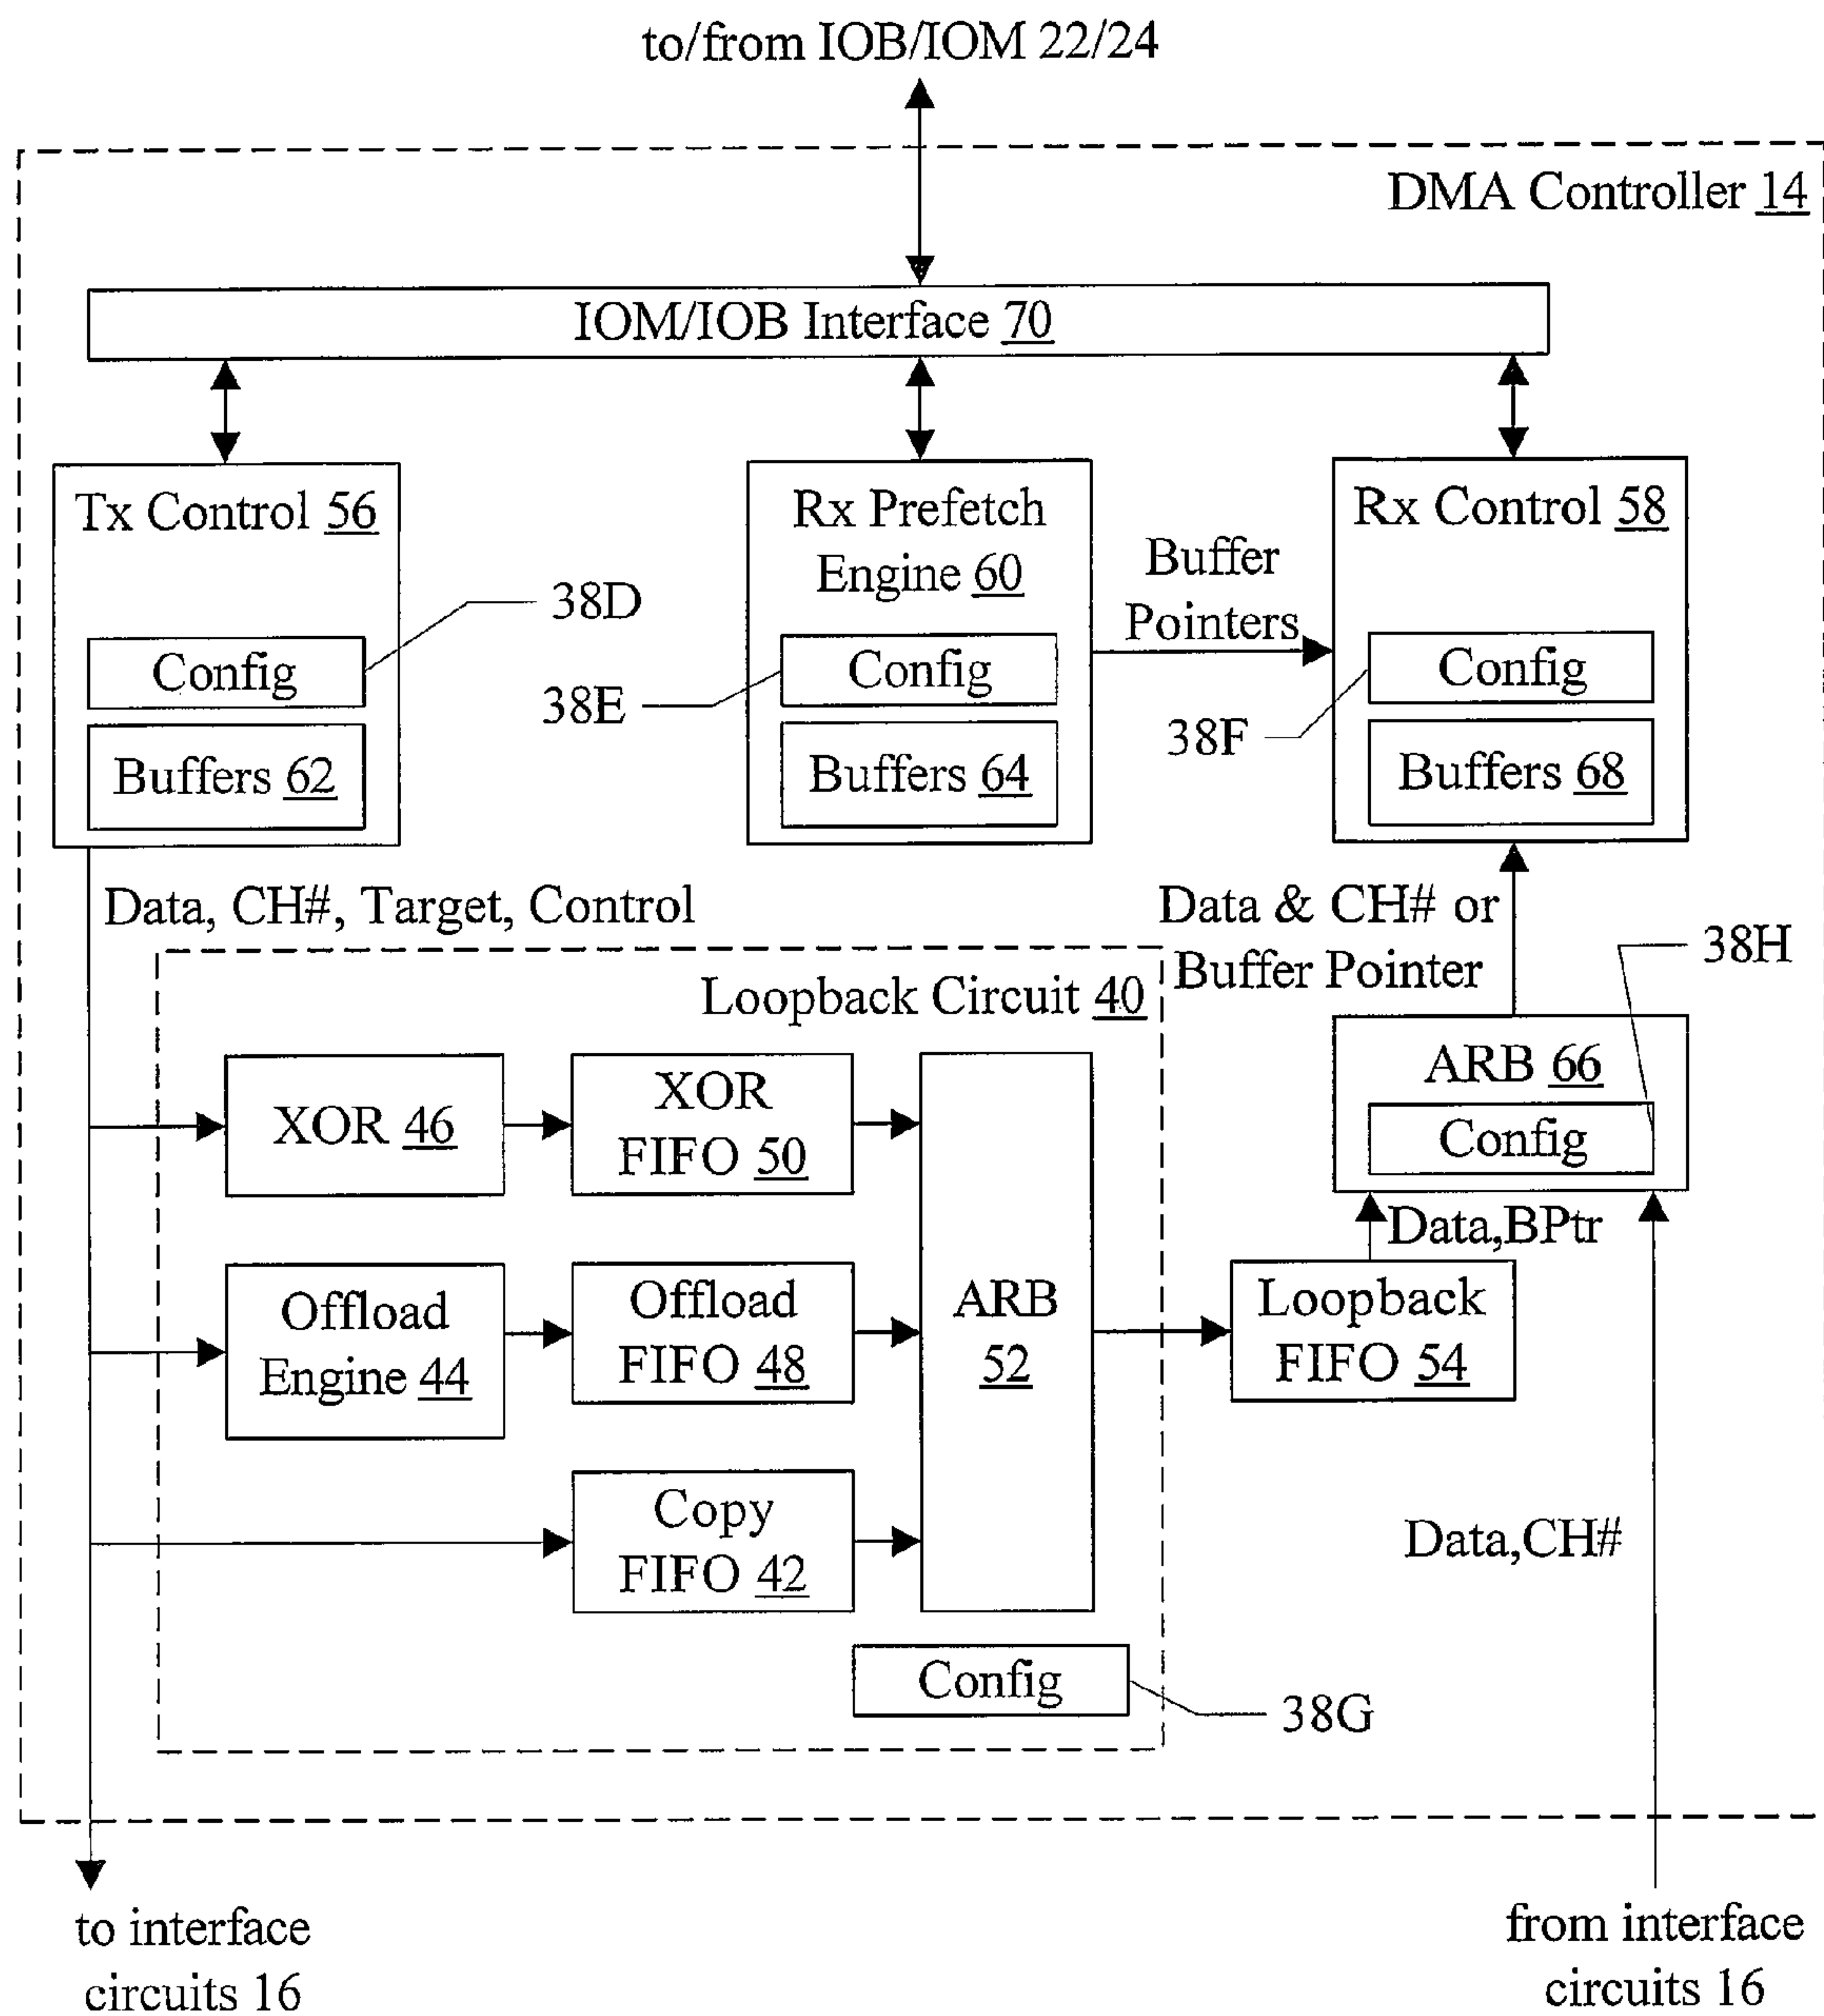 to/from IOB/IOM 22/24
DMA Controller 14
IOM/IOB Interface 70
Tx Control 56
Config
Buffers 62
38D
Rx Prefetch
Engine 60
Config
Buffers 64
38E
Buffer
Pointers
Rx Control 58
Config
Buffers 68
38F
Data, CH#, Target, Control
Data & CH# or
Buffer Pointer
38H
Loopback Circuit 40
XOR 46
XOR
FIFO 50
ARB 66
Config
Data,BPtr
Offload
Engine 44
Offload
FIFO 48
ARB
52
Loopback
FIFO 54
Copy
FIFO 42
Data,CH#
Config
38G
to interface
circuits 16
from interface
circuits 16